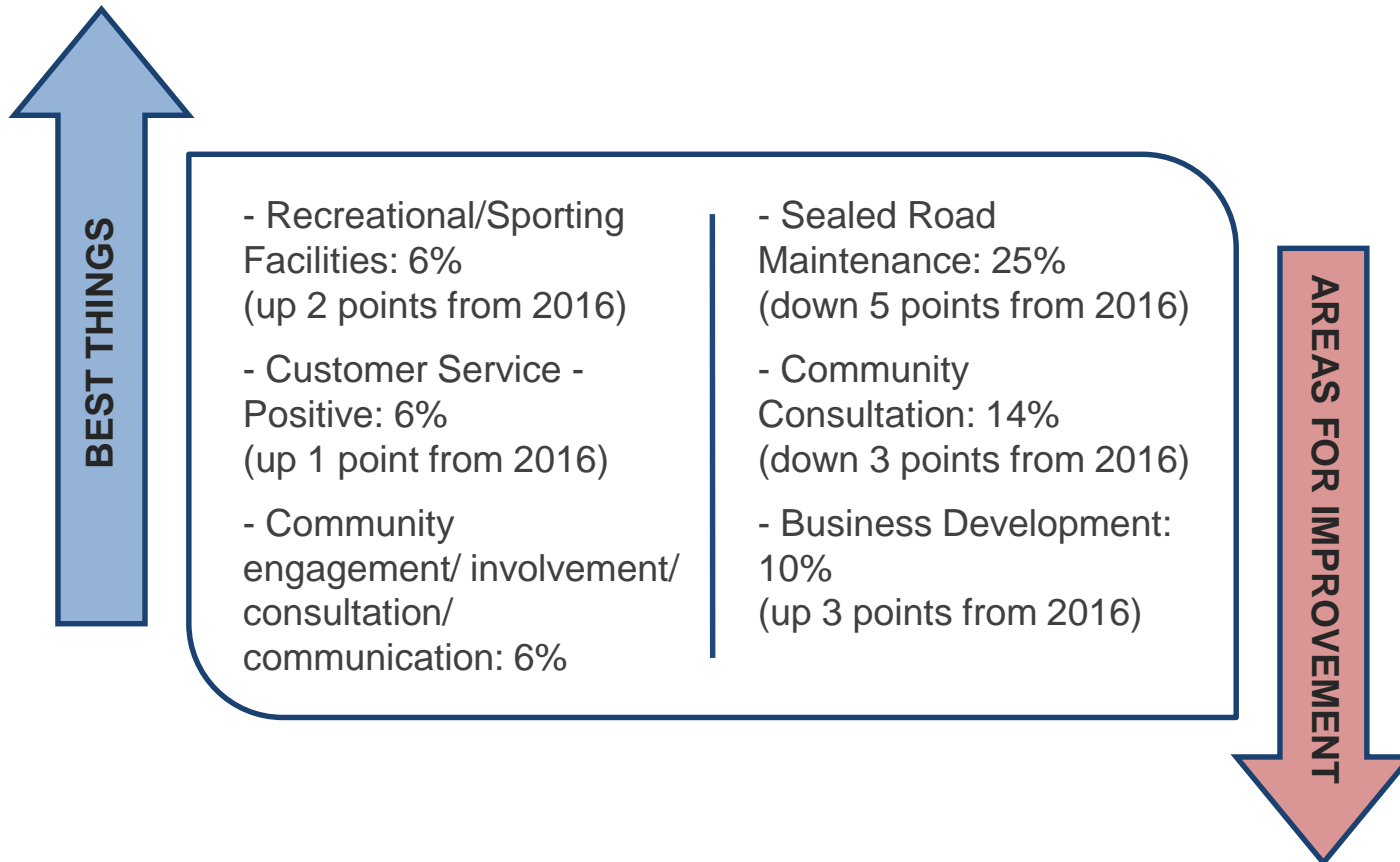 BEST THINGS
- Recreational/Sporting
Facilities: 6%
(up 2 points from 2016)
- Customer Service -
Positive: 6%
(up 1 point from 2016)
- Community
engagement/ involvement/
consultation/
communication: 6%
- Sealed Road
Maintenance: 25%
(down 5 points from 2016)
- Community
Consultation: 14%
(down 3 points from 2016)
- Business Development:
10%
(up 3 points from 2016)
AREAS FOR IMPROVEMENT